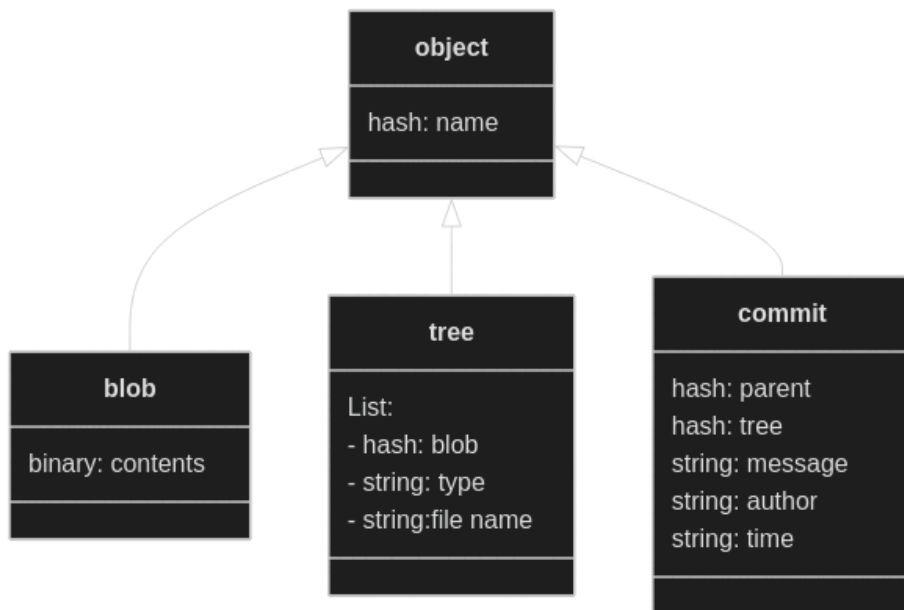 object
hash: name
blob
binary: contents
tree
List:
- hash: blob
- string: type
- string:file name
commit
hash: parent
hash: tree
string: message
string: author
string: time